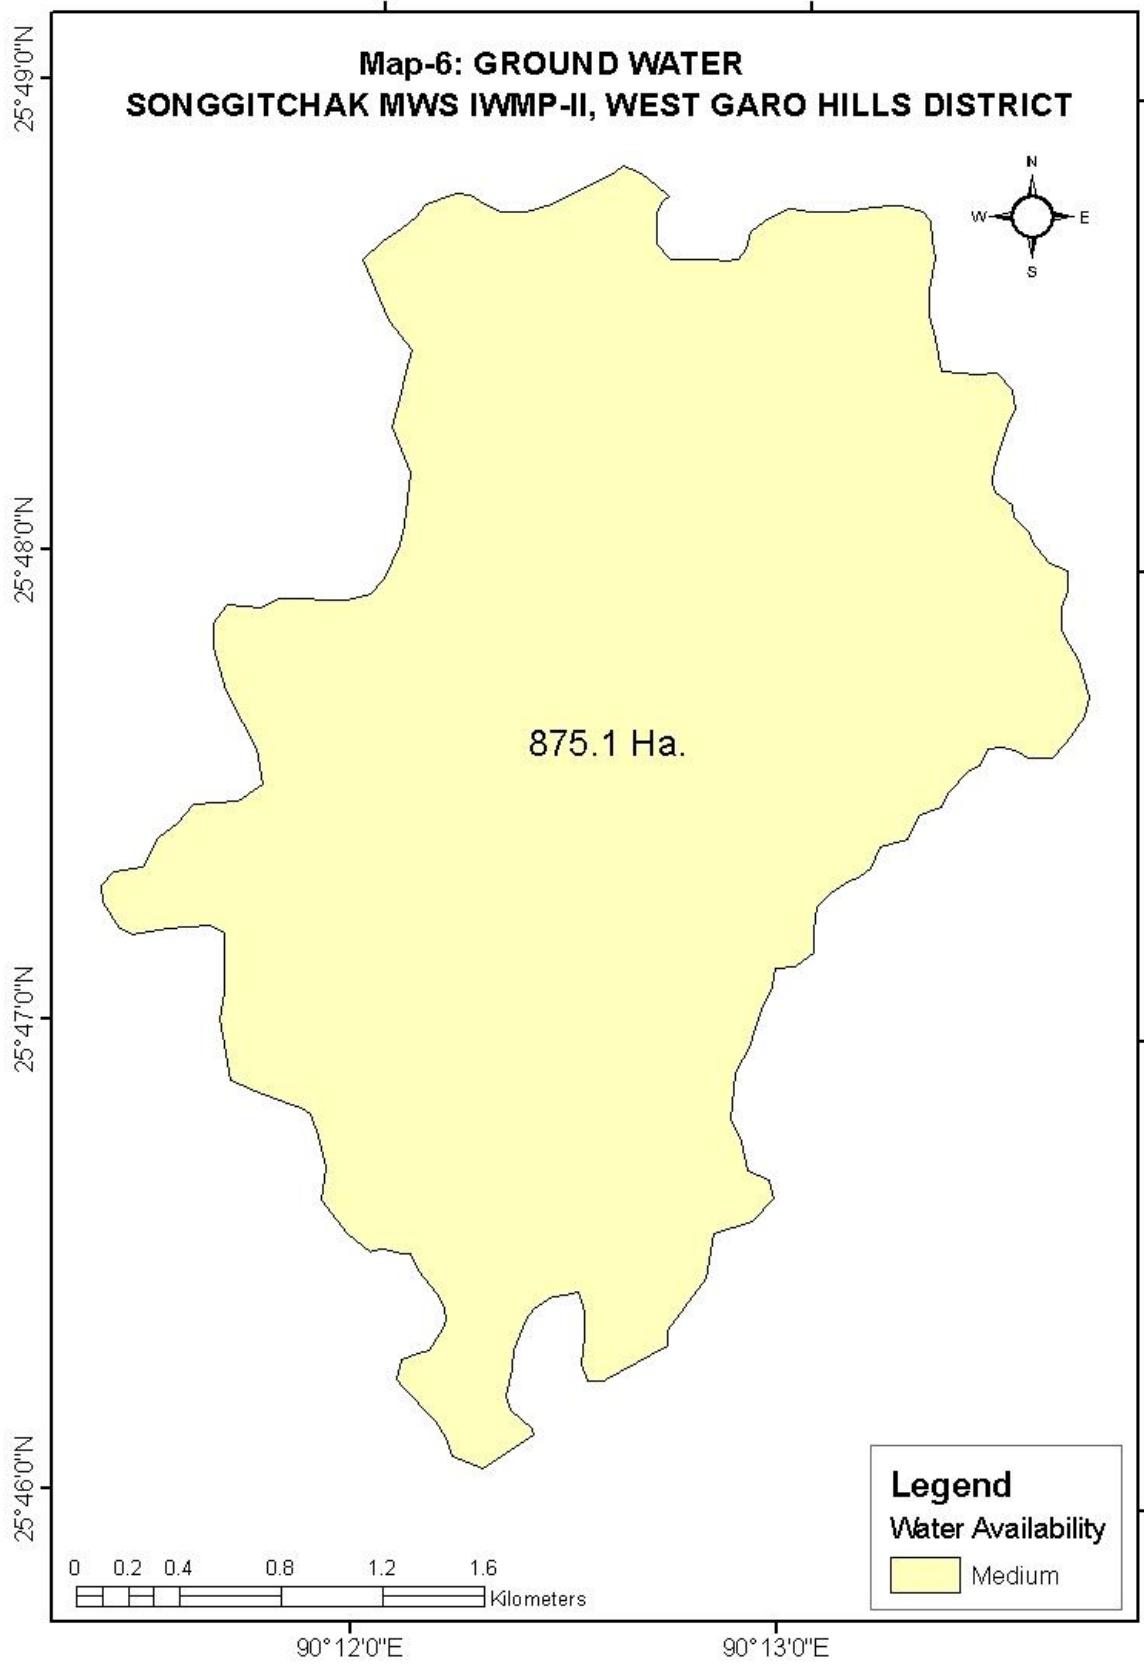 Map-6: GROUND WATER
SONGGITCHAK MWS IWMP-II, WEST GARO HILLS DISTRICT
N
W E
S
25°49'0"N
25°48'0"N
875.1 Ha.
25°47'0"N
25°46'0"N
Legend
Water Availability
Medium
0 0.2 0.4 0.8 1.2 1.6
Kilometers
90°12'0"E 90°13'0"E